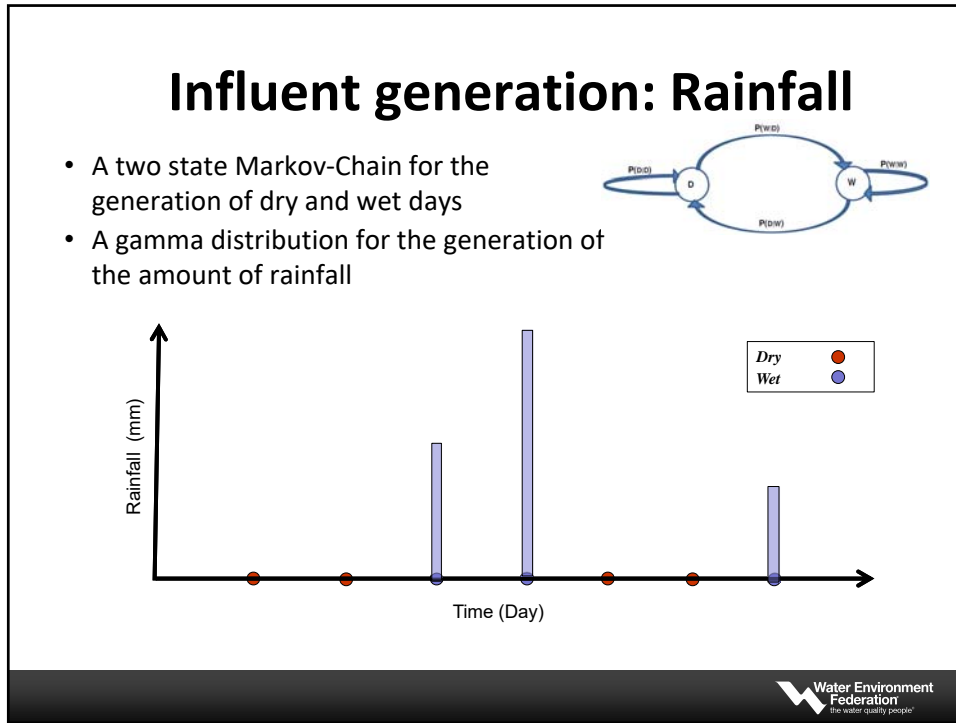 Influent generation: Rainfall
• A two state Markov-Chain for the
generation of dry and wet days
• A gamma distribution for the generation of
the amount of rainfall
P(W:D)
P(D:D)
D
W
P(W:W)
P(D:W)
Dry
Wet
Rainfall (mm)
Time (Day)
Water Environment
Federation
the water quality people